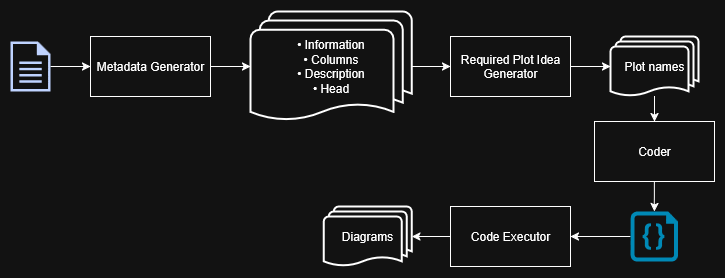 Metadata Generator
• Information
• Columns
• Description
• Head
Required Plot Idea
Generator
Plot names
Coder
{ }
Code Executor
Diagrams